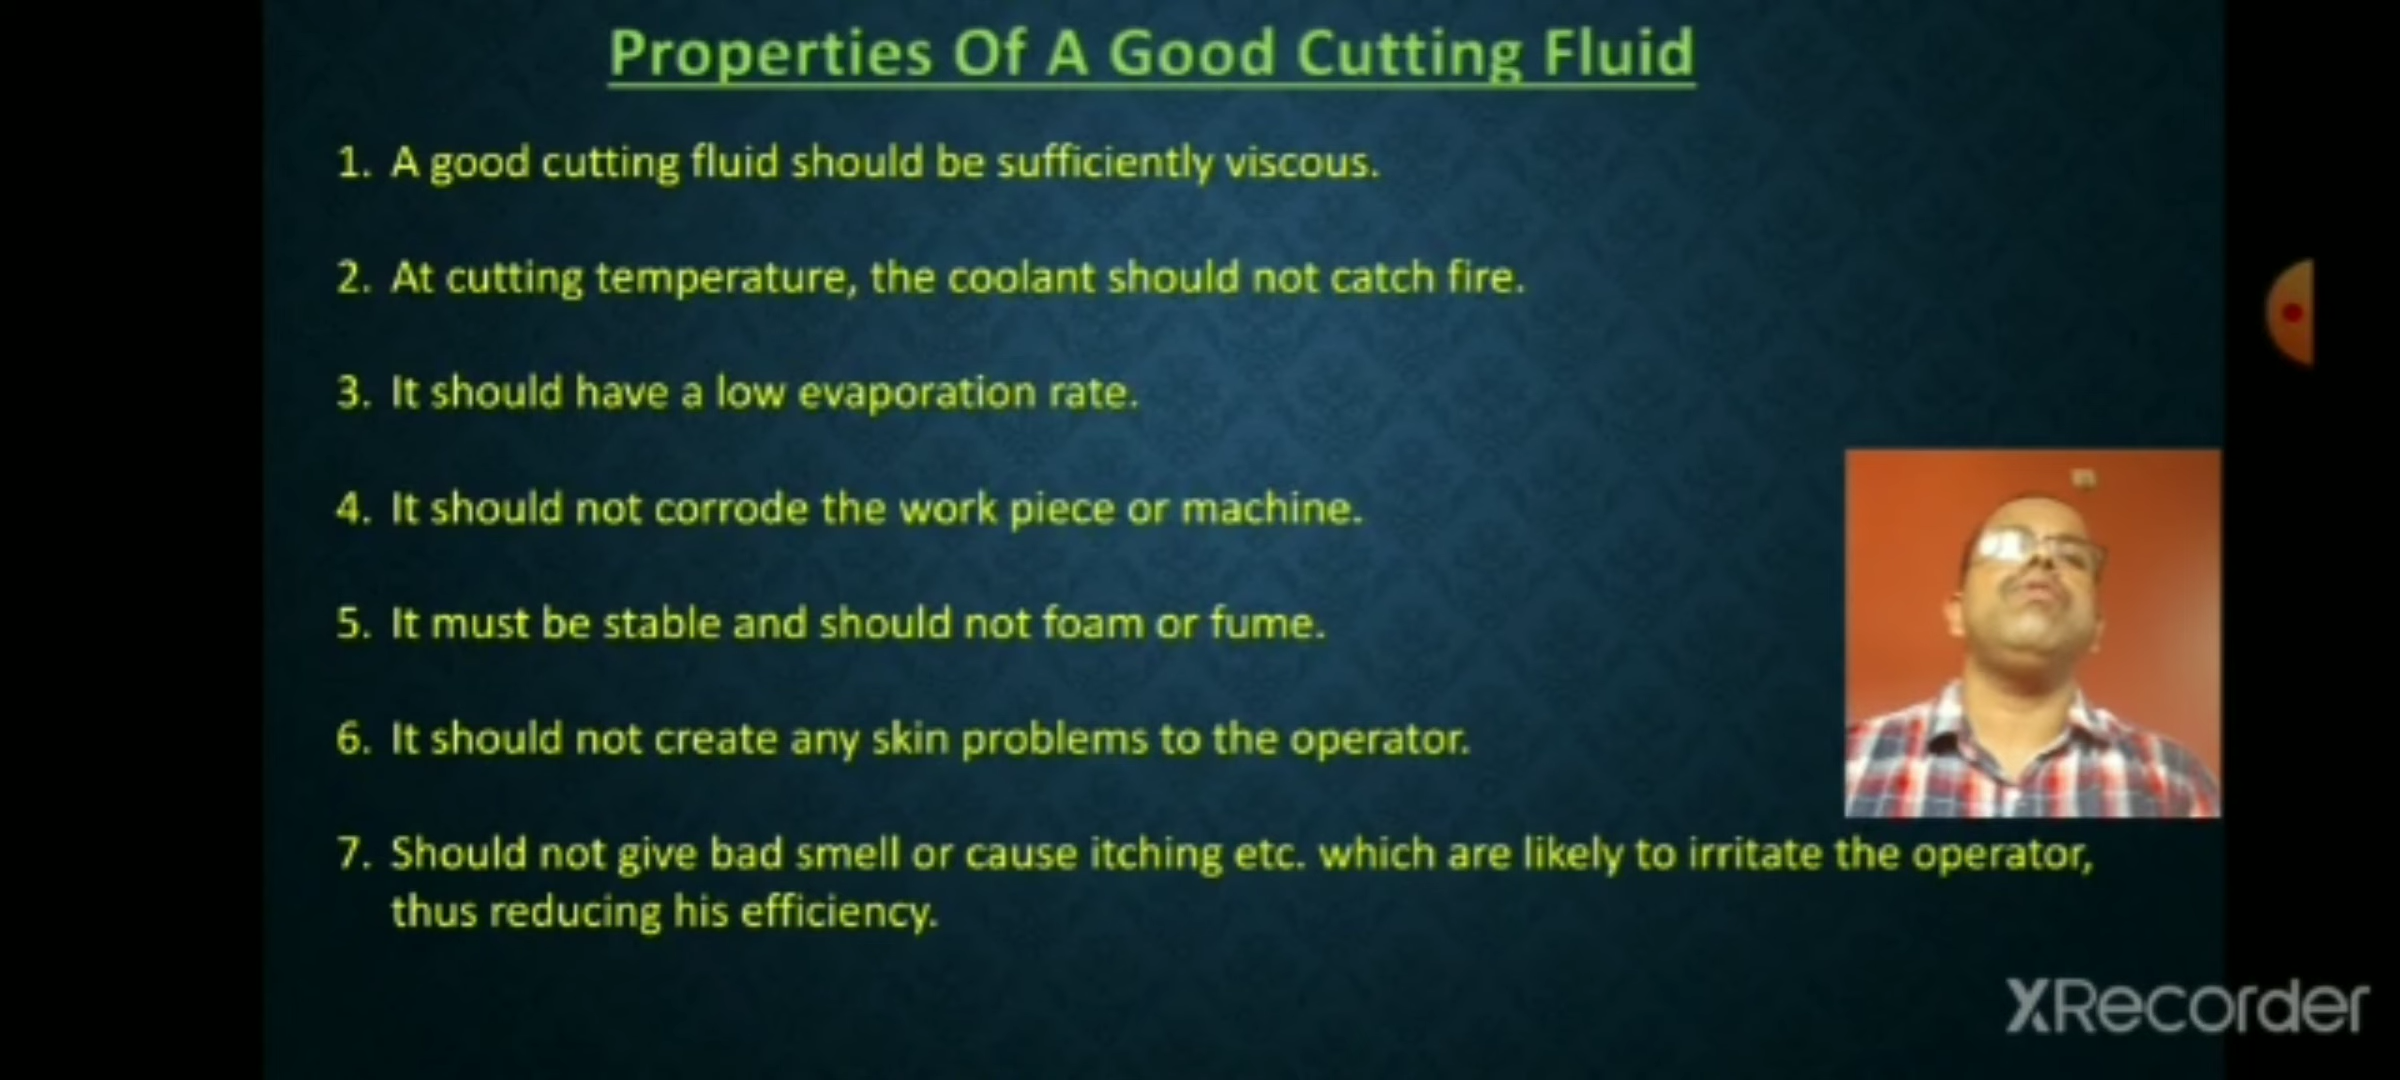 Properties Of A Good Cutting Fluid
1. A good cutting fluid should be sufficiently viscous.
2. At cutting temperature, the coolant should not catch fire.
3. It should have a low evaporation rate.
4. It should not corrode the work piece or machine.
5. It must be stable and should not foam or fume.
6. It should not create any skin problems to the operator.
7. Should not give bad smell or cause itching etc. which are likely to irritate the operator,
thus reducing his efficiency.
XRecorder